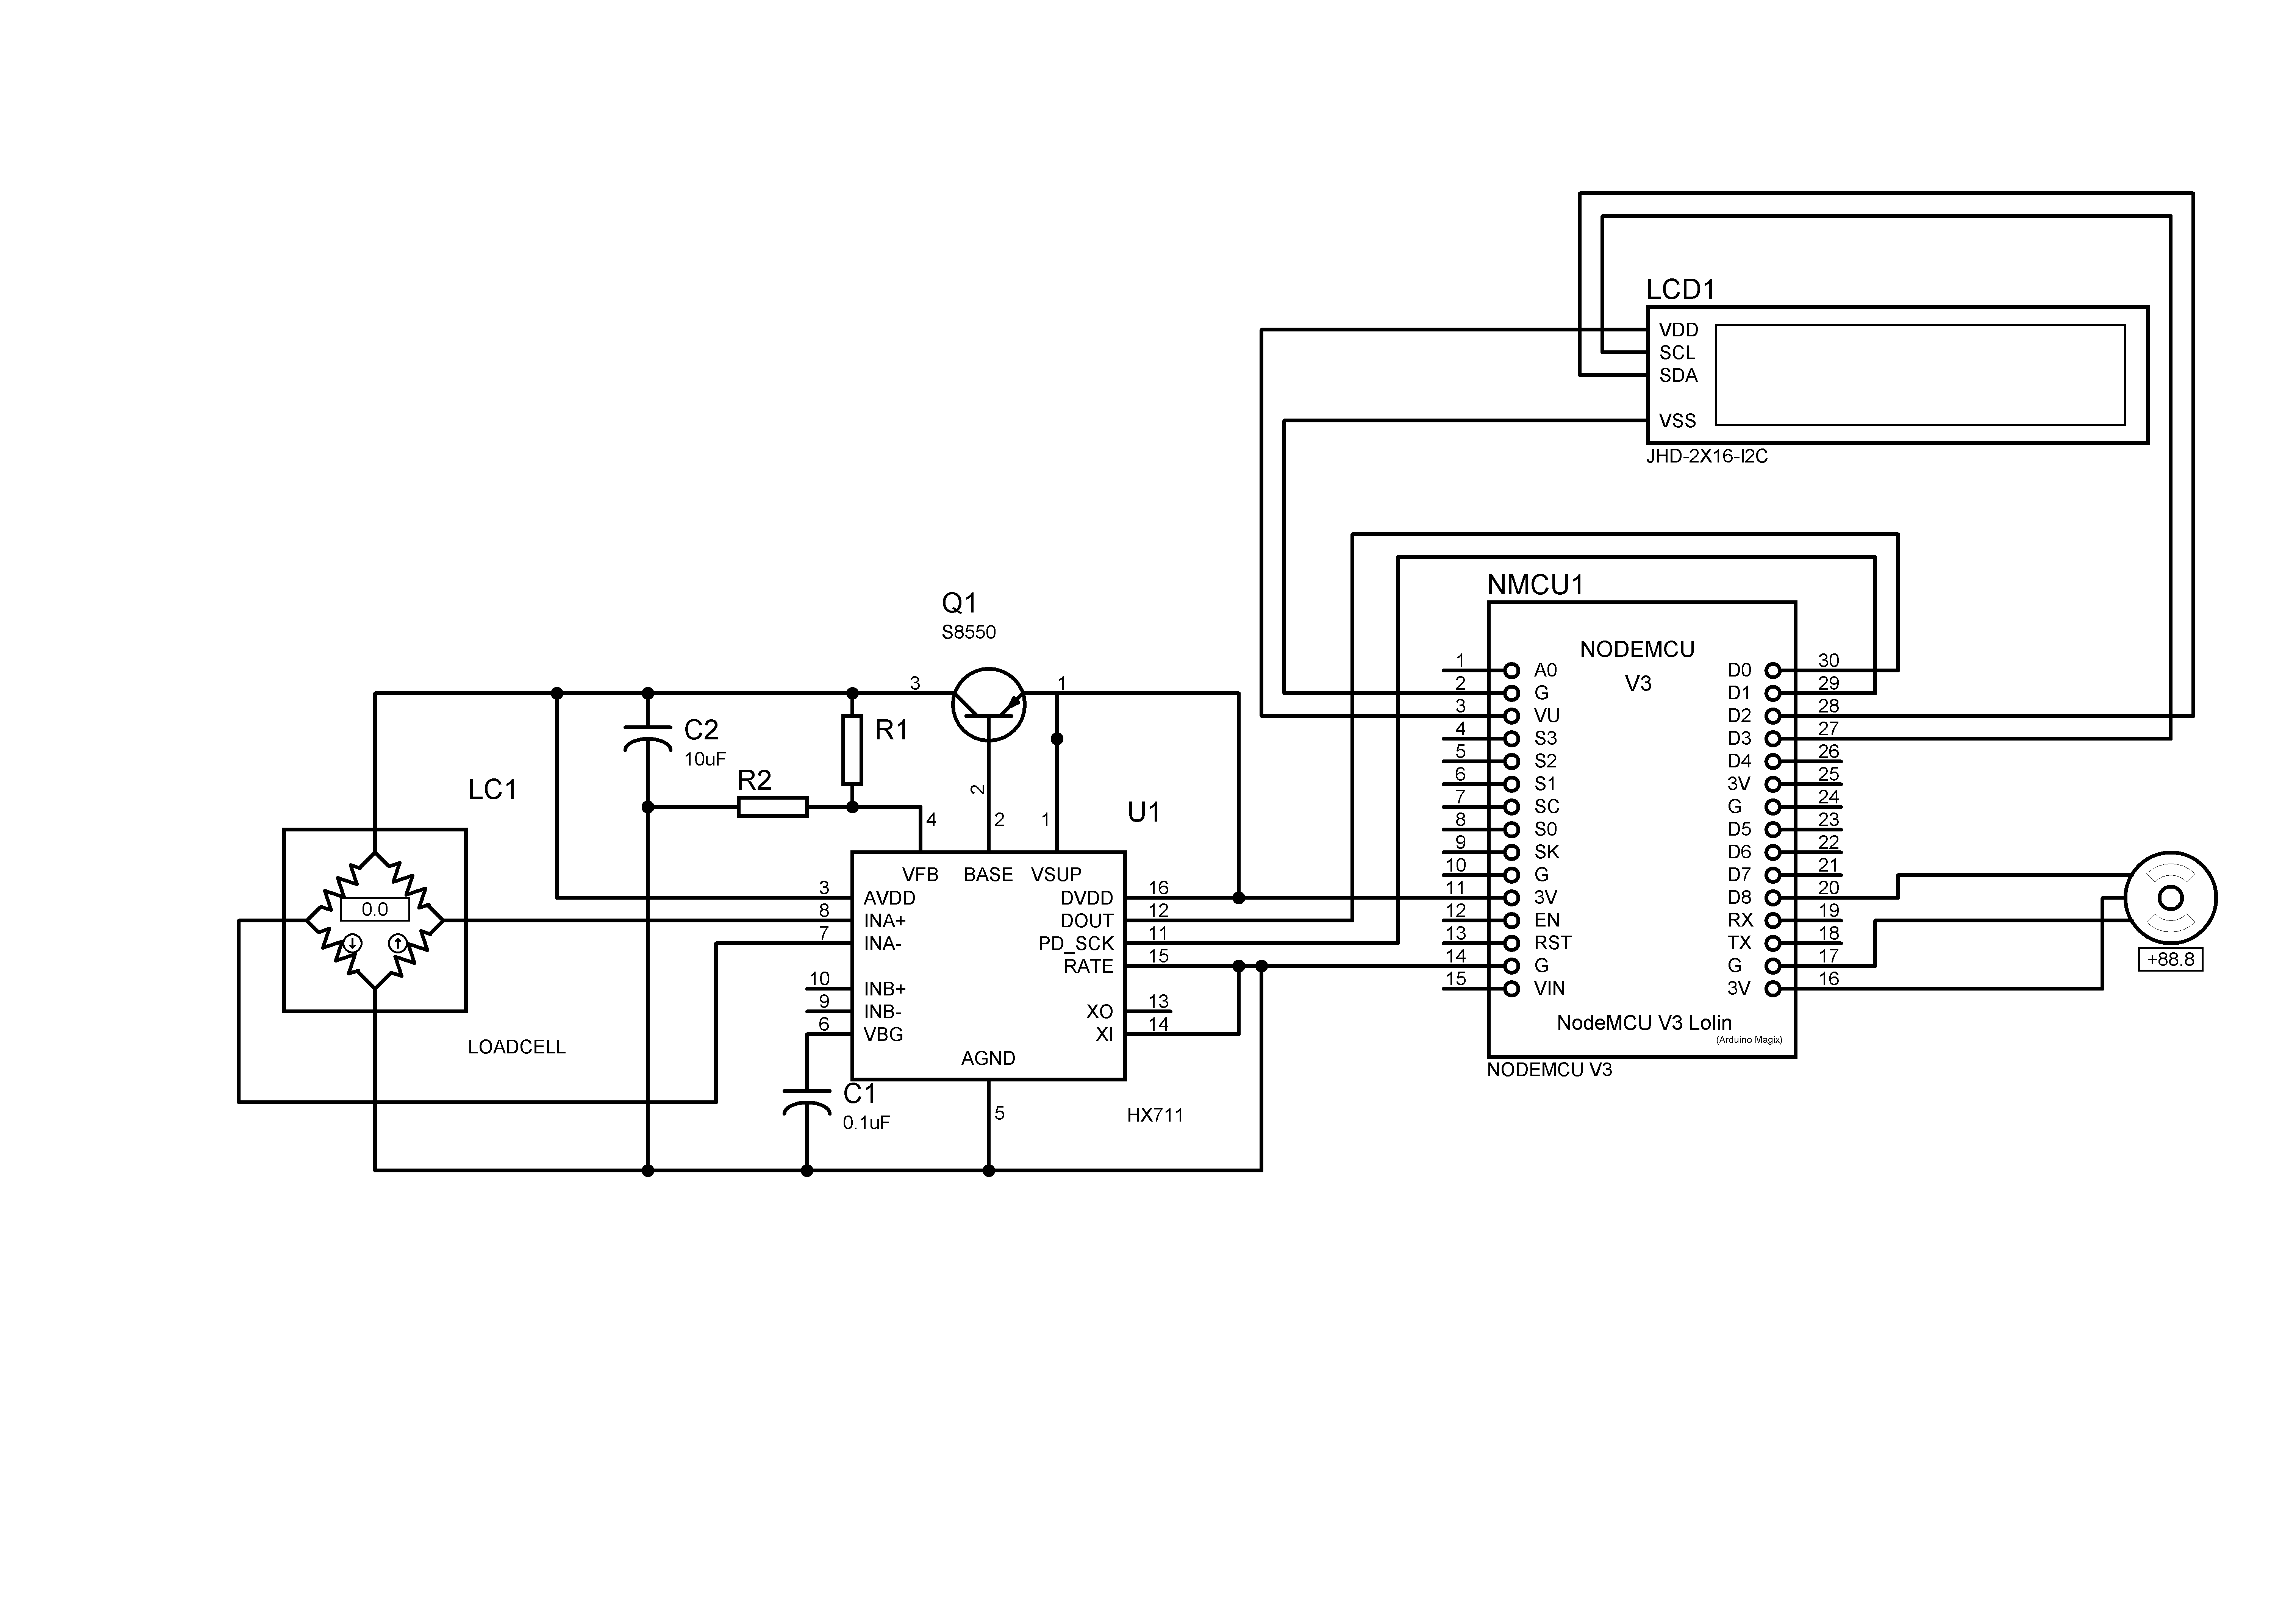 LCD1
VDD
SCL
SDA
VSS
JHD-2X16-I2C
Q1
S8550
3
1
2
C2
10uF
R1
R2
LC1
0.0
LOADCELL
U1
4
2
1
VFB BASE VSUP
3 AVDD DVDD 16
8 INA+ DOUT 12
7 INA- PD_SCK 11
RATE 15
10 INB+
9 INB- XO 13
6 VBG XI 14
AGND
5
C1
0.1uF
HX711
NMCU1
NODEMCU
V3
1 A0 D0 30
2 G D1 29
3 VU D2 28
4 S3 D3 27
5 S2 D4 26
6 S1 3V 25
7 SC G 24
8 S0 D5 23
9 SK D6 22
10 G D7 21
11 3V D8 20
12 EN RX 19
13 RST TX 18
14 G G 17
15 VIN 3V 16
NodeMCU V3 Lolin
(Arduino Magix)
NODEMCU V3
+88.8